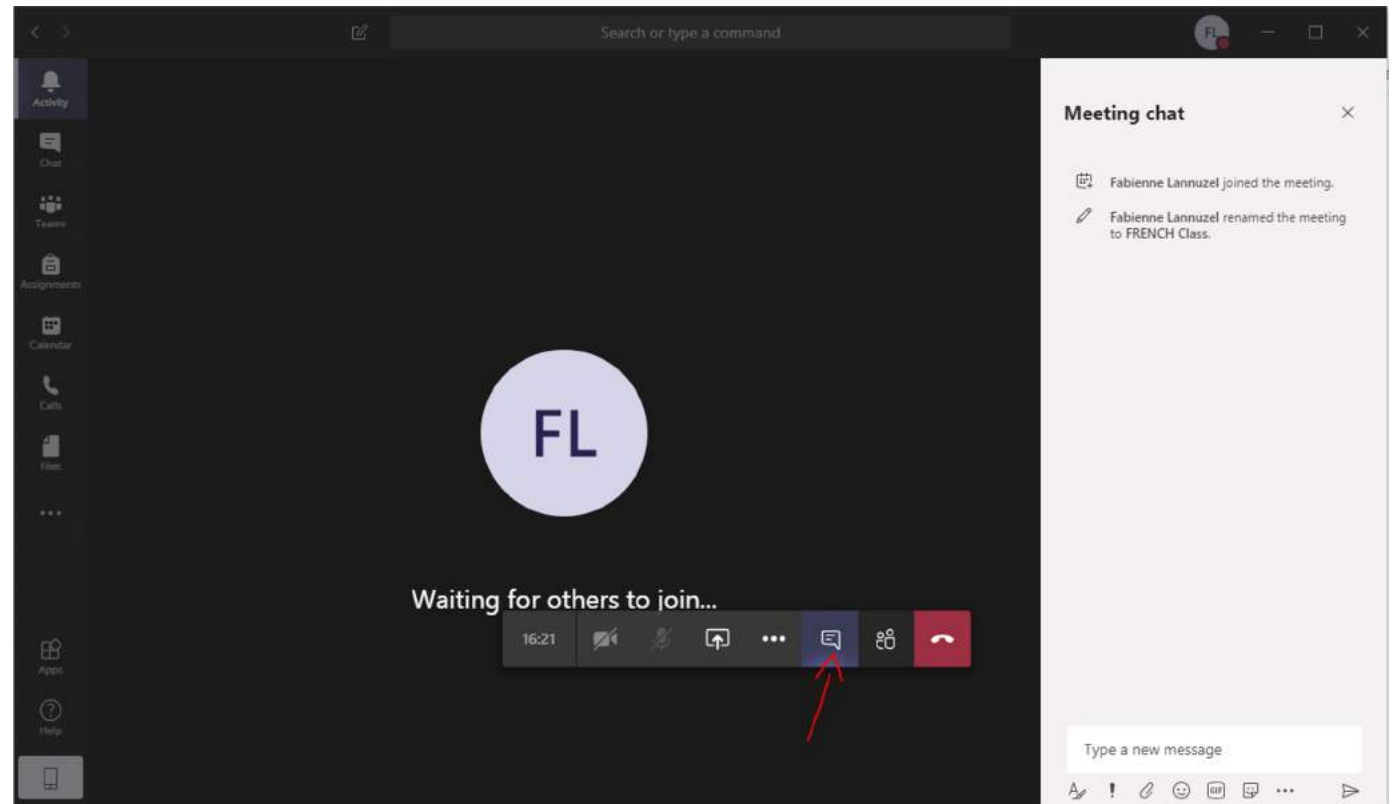 Search or type a command
FL
Activity
Chat
Teams
Assignments
Calendar
Calls
Files
Apps
Help
FL
Waiting for others to join...
16:21
Meeting chat
Fabienne Lannuzel joined the meeting.
Fabienne Lannuzel renamed the meeting
to FRENCH Class.
Type a new message
GIF